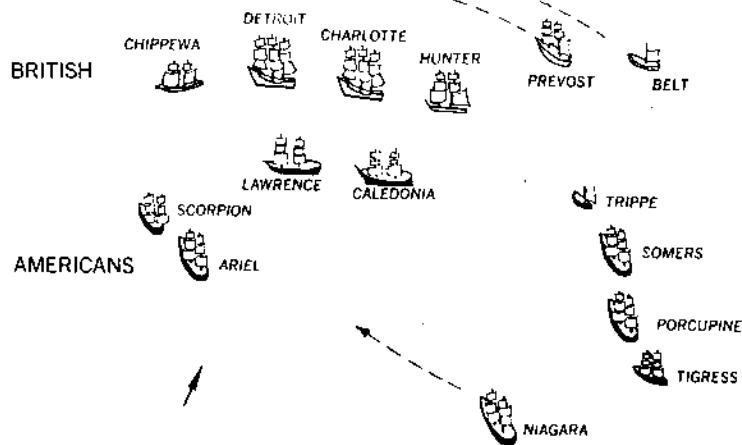 DETROIT
CHIPPEWA
CHARLOTTE
HUNTER
BRITISH
PREVOST
BELT
LAWRENCE
CALEDONIA
SCORPION
TRIPPE
AMERICANS
ARIEL
SOMERS
PORCUPINE
TIGRESS
NIAGARA